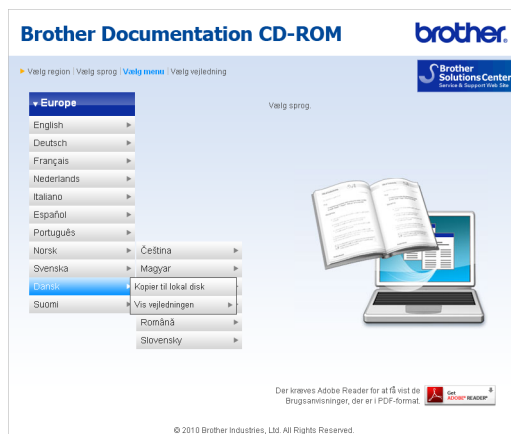 Brother Documentation CD-ROM
brother.
Vælg region | Vælg sprog | Vælg menu | Vælg vejledning
Brother
Solutions Center
Service & Support Web Site
Europe
Vælg sprog.
English
Deutsch
Français
Nederlands
Italiano
Español
Português
Norsk
Čeština
Svenska
Magyar
Dansk
Kopier til lokal disk
Suomi
Vis vejledningen
Română
Slovensky
Der kræves Adobe Reader for at få vist de
Brugsanvisninger, der er i PDF-format.
Get
ADOBE® READER®
© 2010 Brother Industries, Ltd. All Rights Reserved.